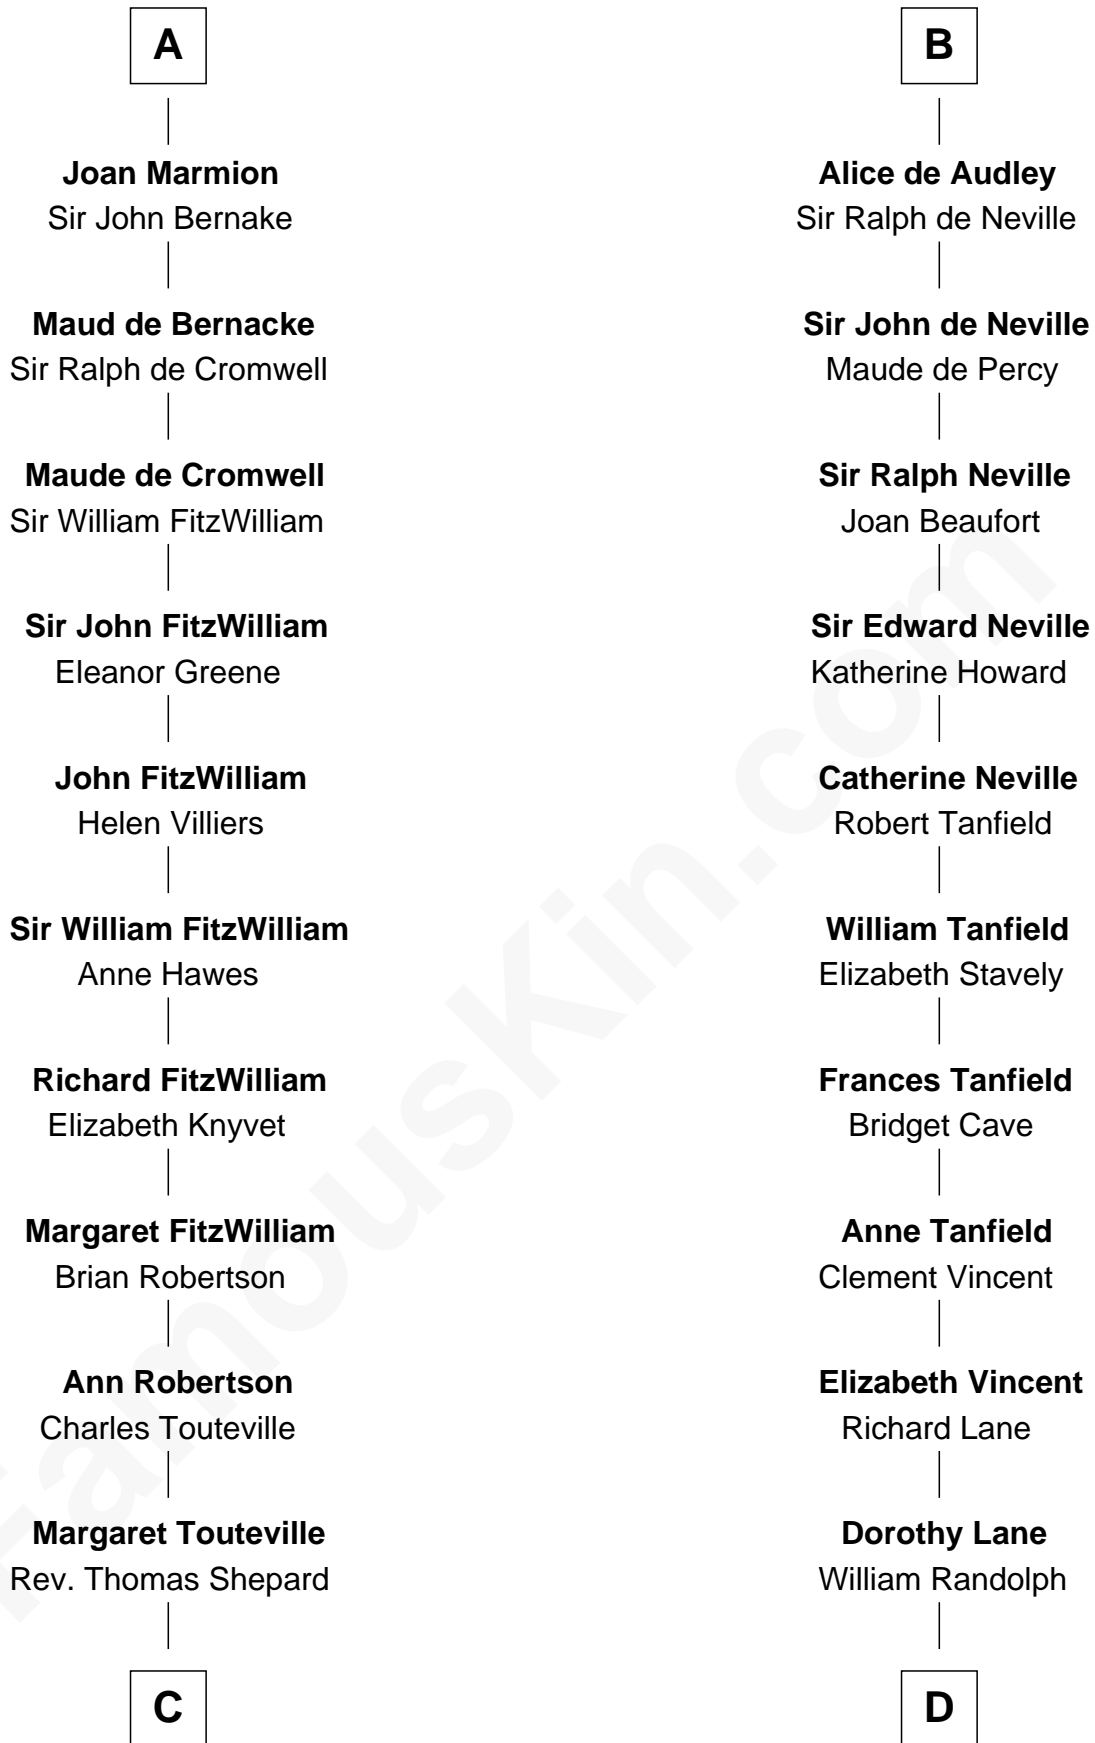 A
Joan Marmion
Sir John Bernake
Maud de Bernacke
Sir Ralph de Cromwell
Maude de Cromwell
Sir William FitzWilliam
Sir John FitzWilliam
Eleanor Greene
John FitzWilliam
Helen Villiers
Sir William FitzWilliam
Anne Hawes
Richard FitzWilliam
Elizabeth Knyvet
Margaret FitzWilliam
Brian Robertson
Ann Robertson
Charles Touteville
Margaret Touteville
Rev. Thomas Shepard
C
B
Alice de Audley
Sir Ralph de Neville
Sir John de Neville
Maude de Percy
Sir Ralph Neville
Joan Beaufort
Sir Edward Neville
Katherine Howard
Catherine Neville
Robert Tanfield
William Tanfield
Elizabeth Stavely
Frances Tanfield
Bridget Cave
Anne Tanfield
Clement Vincent
Elizabeth Vincent
Richard Lane
Dorothy Lane
William Randolph
D
FamousKin.com